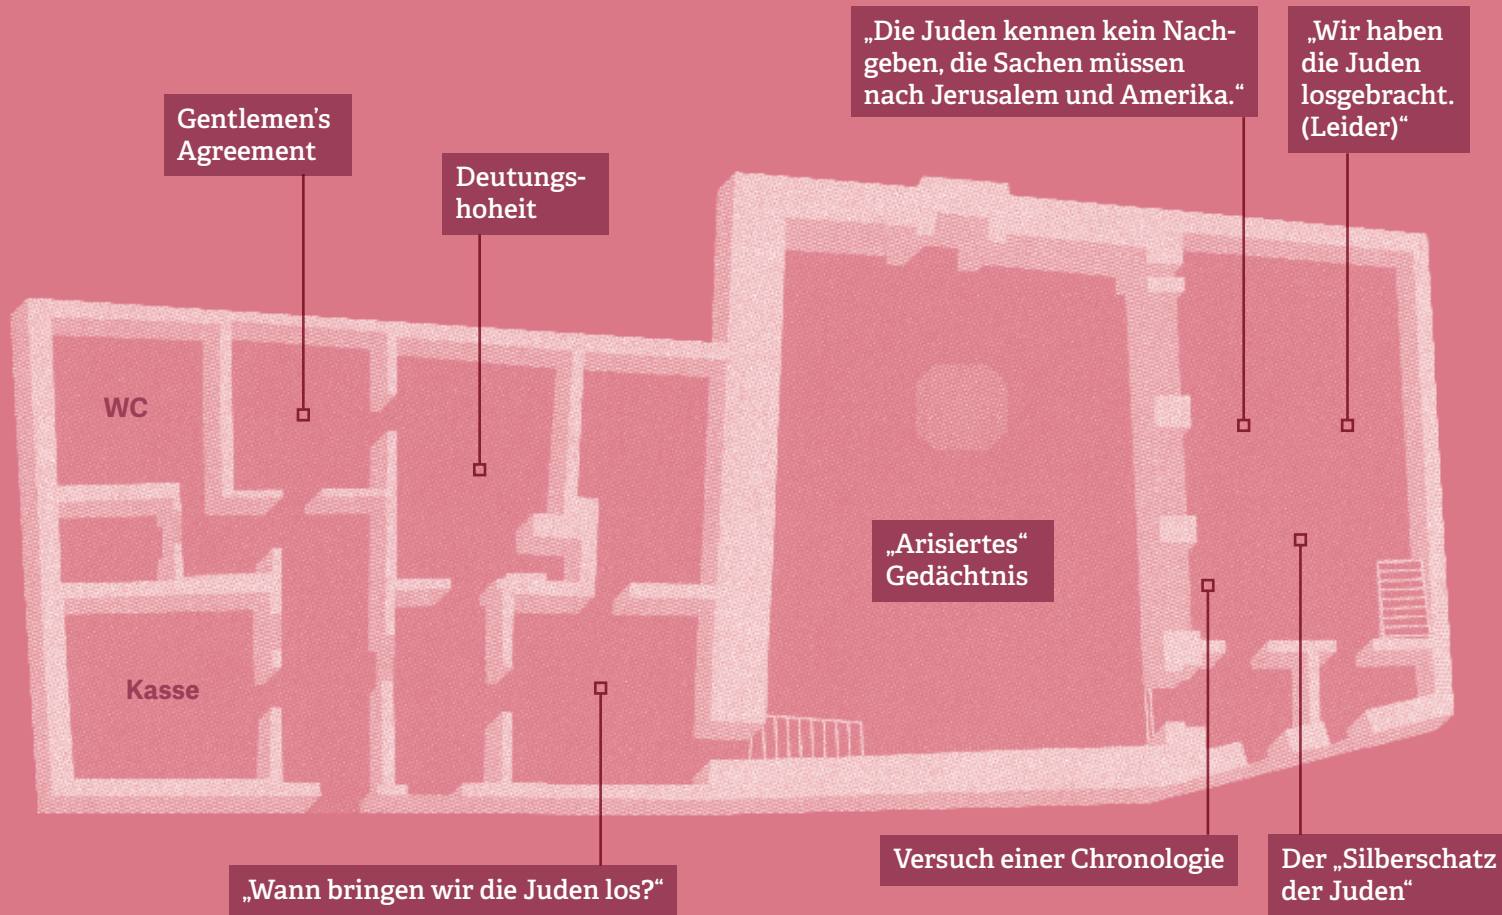 „Die Juden kennen kein Nach-
geben, die Sachen müssen
nach Jerusalem und Amerika.“
„Wir haben
die Juden
losgebracht.
(Leider)“
Gentlemen’s
Agreement
Deutungs-
hoheit
WC
„Arisiertes“
Gedächtnis
Kasse
„Wann bringen wir die Juden los?“
Versuch einer Chronologie
Der „Silberschatz
der Juden“